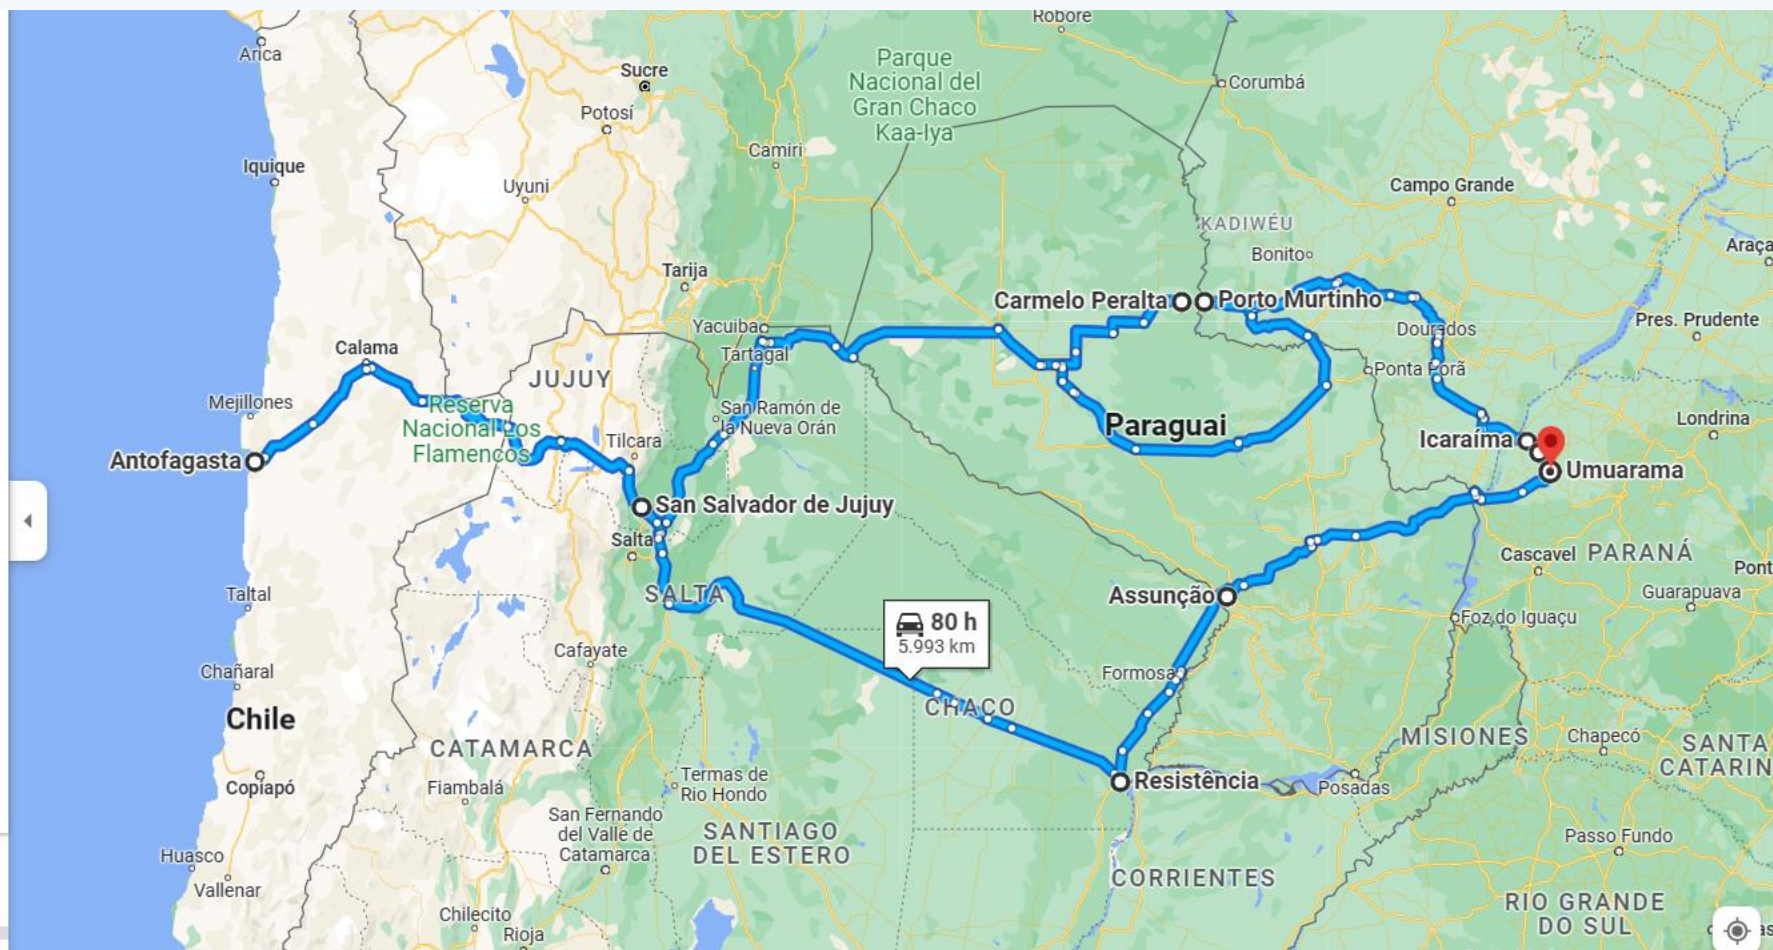 Robore
Arica
Parque
Nacional del
Gran Chaco
Kaa-Iya
Sucre
Corumbá
Potosí
Camiri
Iquique
Uyuni
Campo Grande
KADIWÉU
Bonito
Araça
Tarija
Carmelo Peralta
Porto Murtinho
Yacuiba
Dourados
Pres. Prudente
Calama
Tartagal
JUJUY
Ponta Porã
Mejillones
Reserva
Nacional Los
Flamencos
San Ramón de
la Nueva Orán
Paraguai
Londrina
Tilcara
Icaraíma
Antofagasta
Umuarama
San Salvador de Jujuy
Salta
Cascavel
PARANÁ
Pont
Taltal
SALTA
Assunção
Guarapuava
80 h
5.993 km
Foz do Iguaçu
Cafayate
Chañaral
Formosa
CHACO
Chile
CATAMARCA
MISIONES
Chapecó
SANTA
CATARIN
Termas de
Rio Hondo
Copiapó
Fiambalá
Resistência
Posadas
San Fernando
del Valle de
Catamarca
SANTIAGO
DEL ESTERO
Passo Fundo
Huasco
Vallenar
CORRIENTES
Chilecito
Rioja
RIO GRANDE
DO SUL